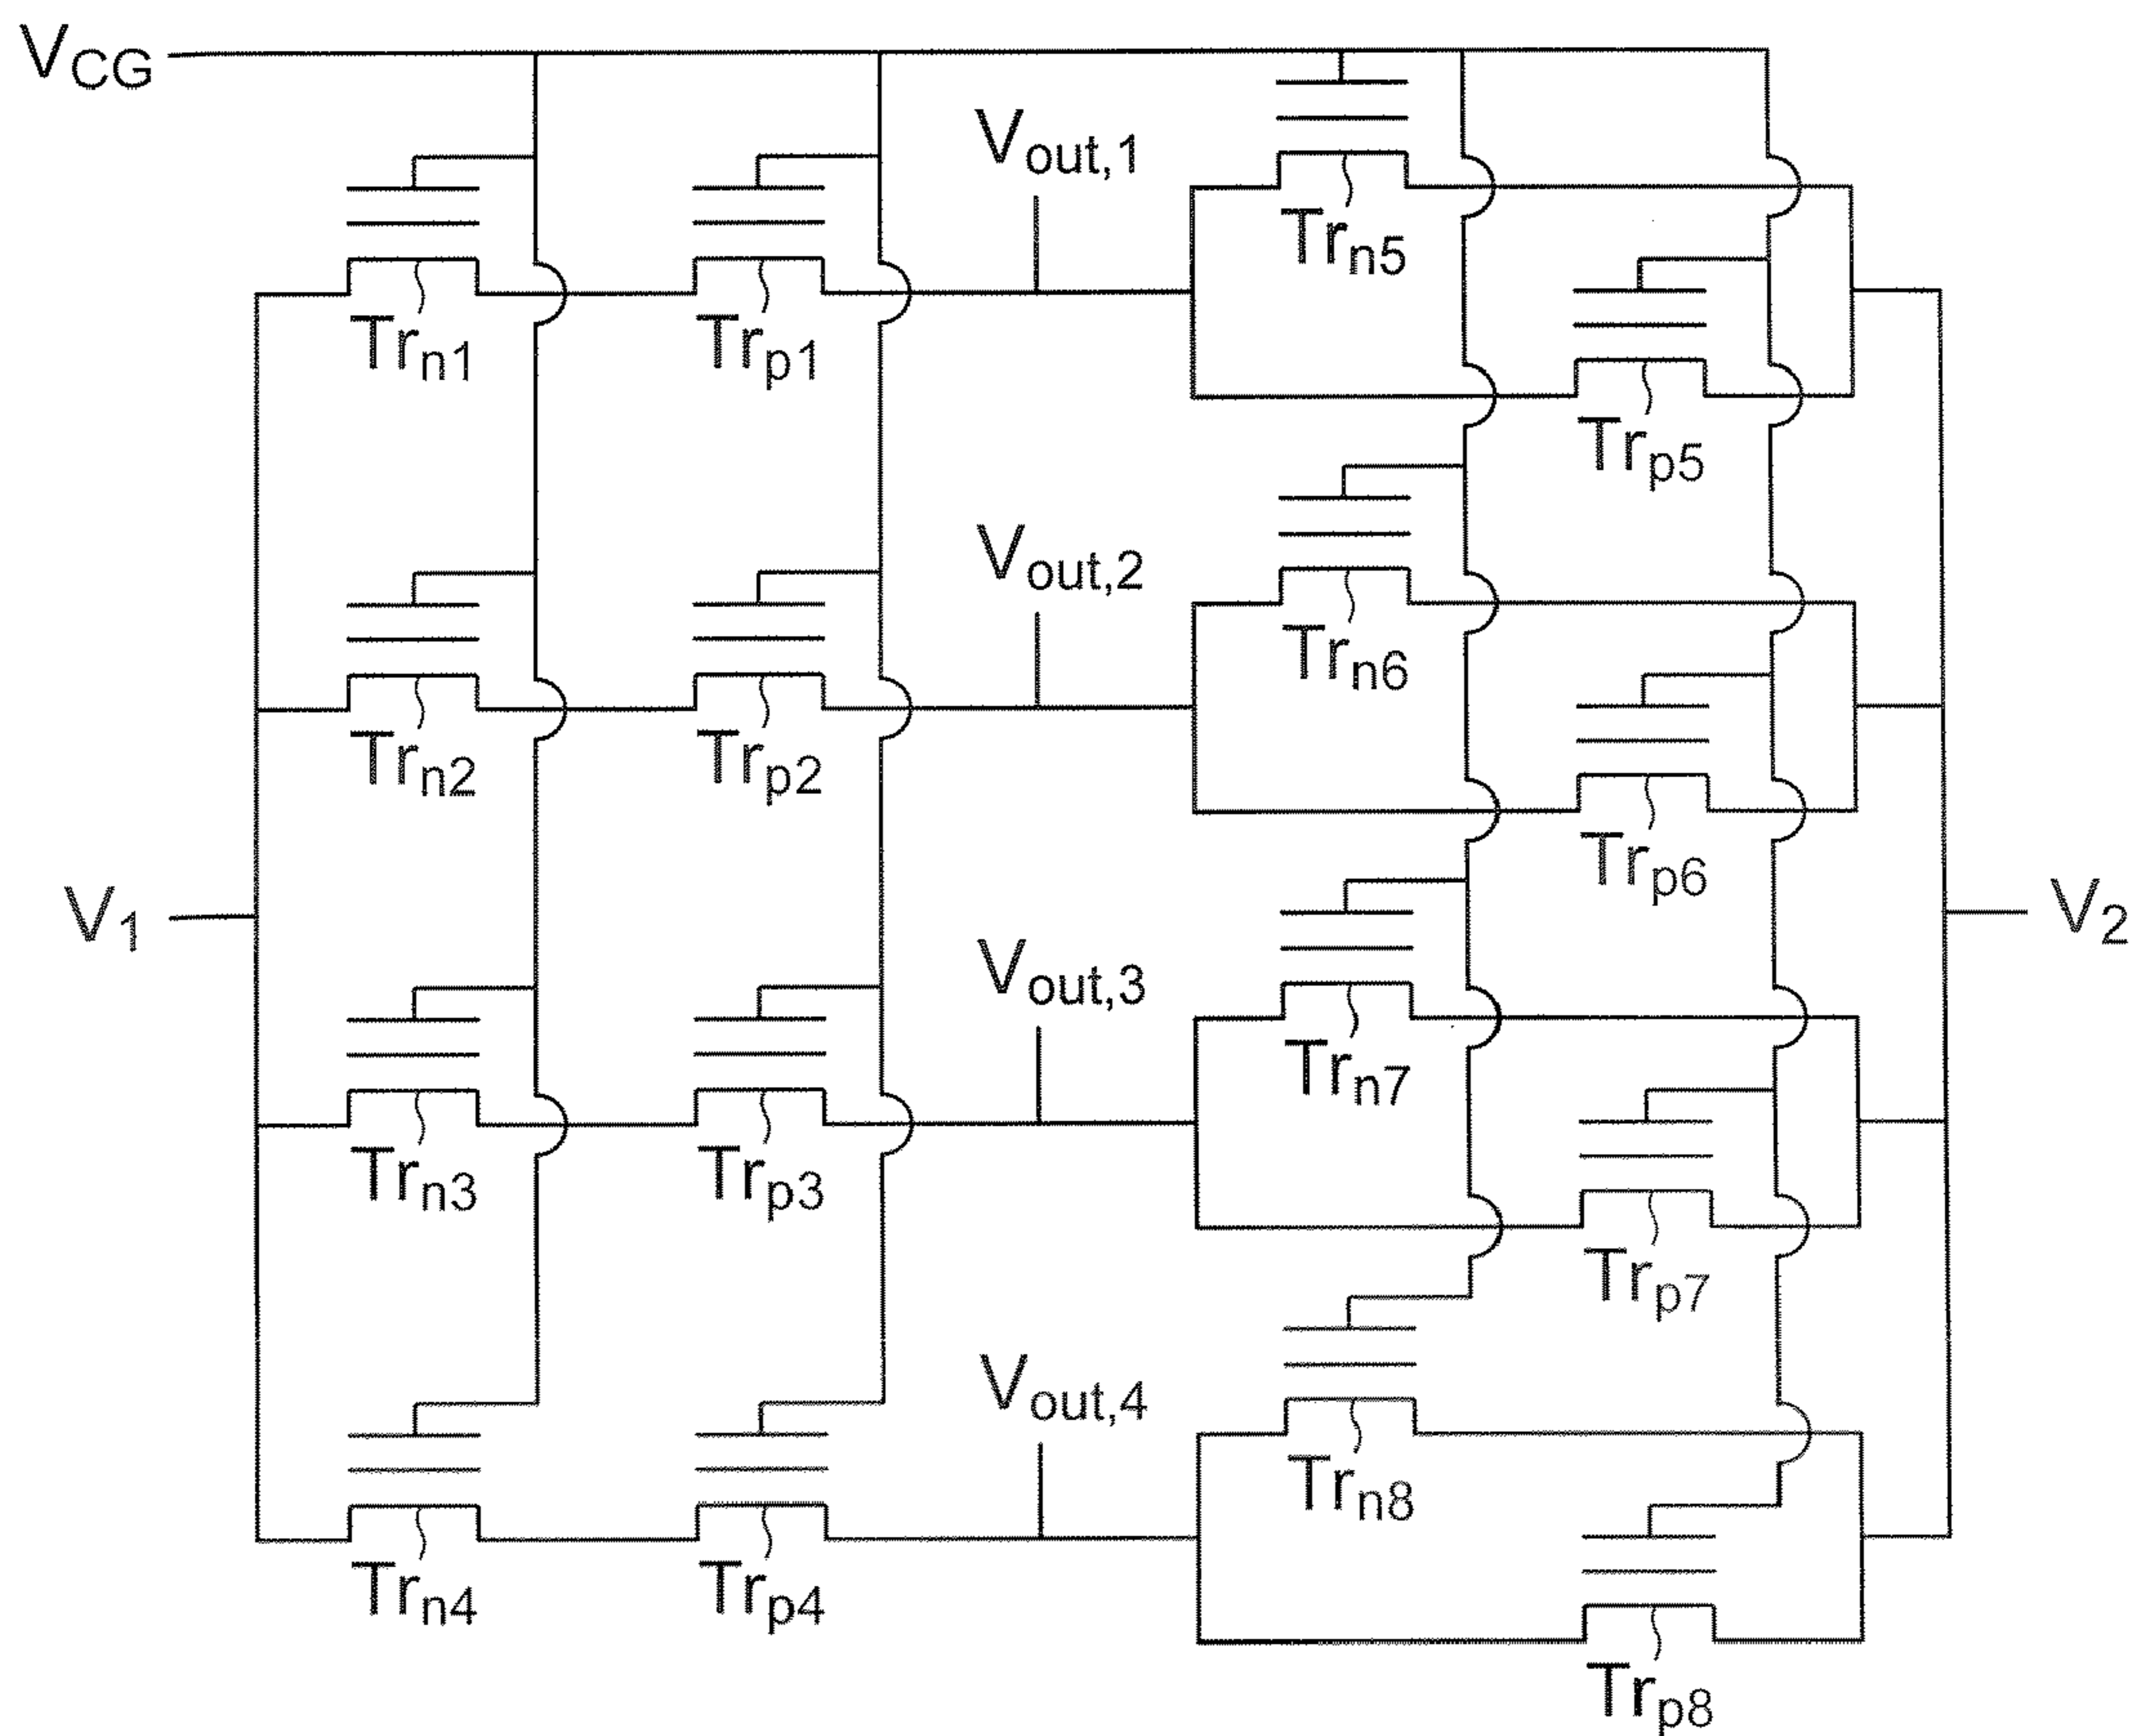 VCG
Vout,1
Trn5
Trn1
Trp1
Trp5
Vout,2
Trn6
Trn2
Trp2
Trp6
V1
V2
Vout,3
Trn7
Trn3
Trp3
Trp7
Vout,4
Trn8
Trn4
Trp4
Trp8